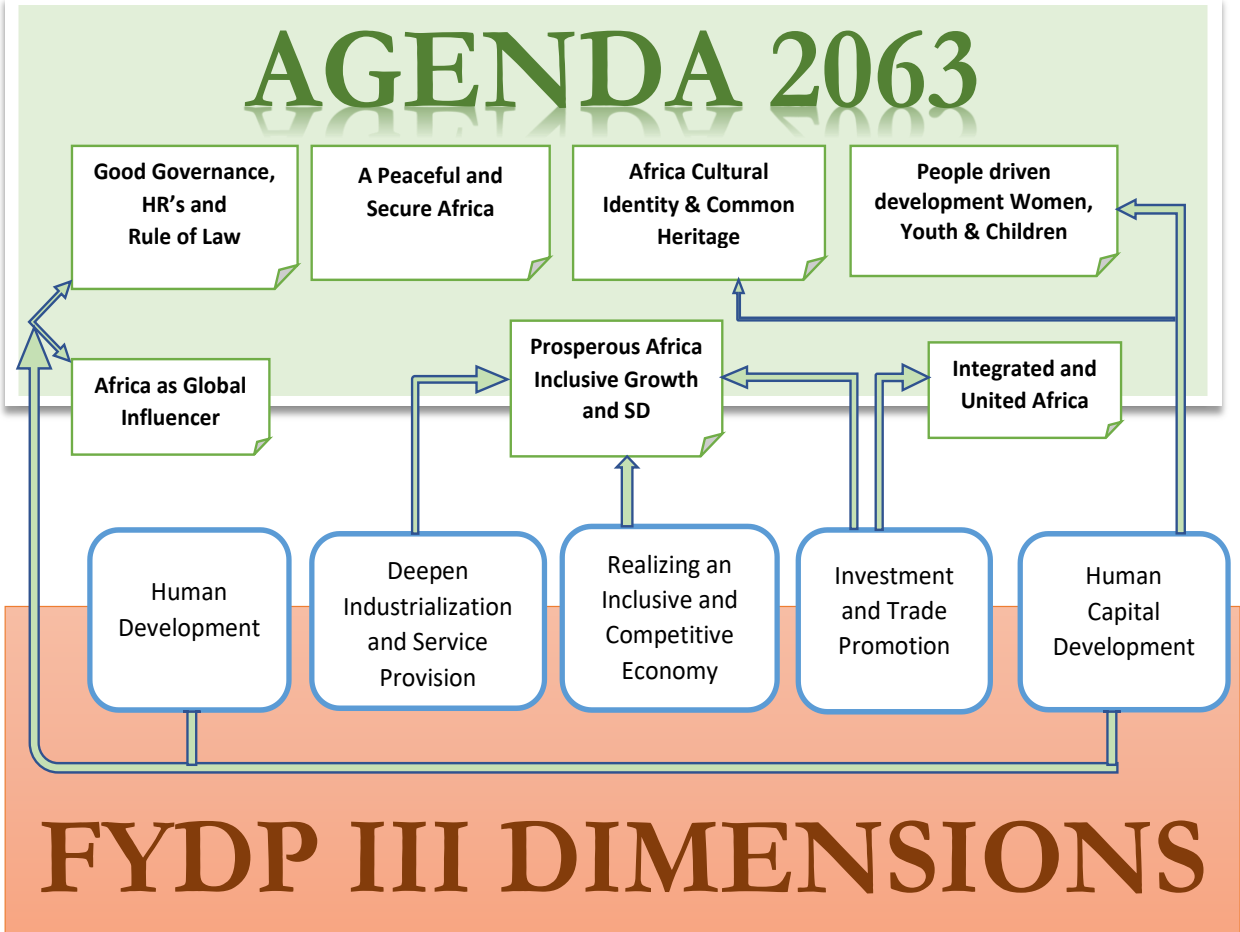 AGENDA 2063
Good Governance,
HR's and
Rule of Law
A Peaceful and
Secure Africa
Africa Cultural
Identity & Common
Heritage
People driven
development Women,
Youth & Children
Africa as Global
Influencer
Prosperous Africa
Inclusive Growth
and SD
Integrated and
United Africa
Human
Development
Deepen
Industrialization
and Service
Provision
Realizing an
Inclusive and
Competitive
Economy
Investment
and Trade
Promotion
Human
Capital
Development
FYDP III DIMENSIONS